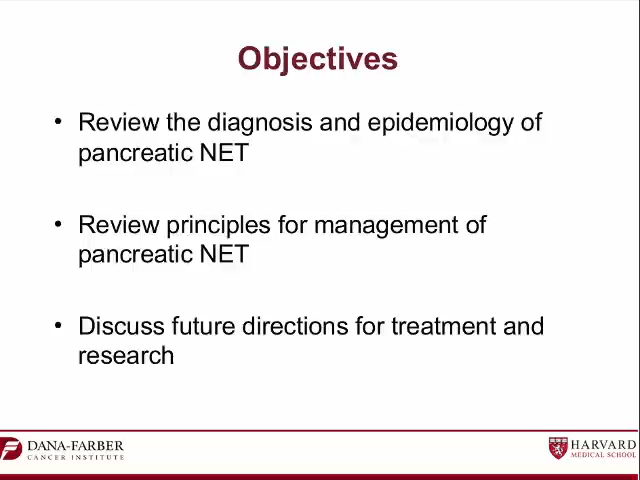 Objectives
• Review the diagnosis and epidemiology of
pancreatic NET
• Review principles for management of
pancreatic NET
• Discuss future directions for treatment and
research
DANA-FARBER
CANCER INSTITUTE
HARVARD
MEDICAL SCHOOL